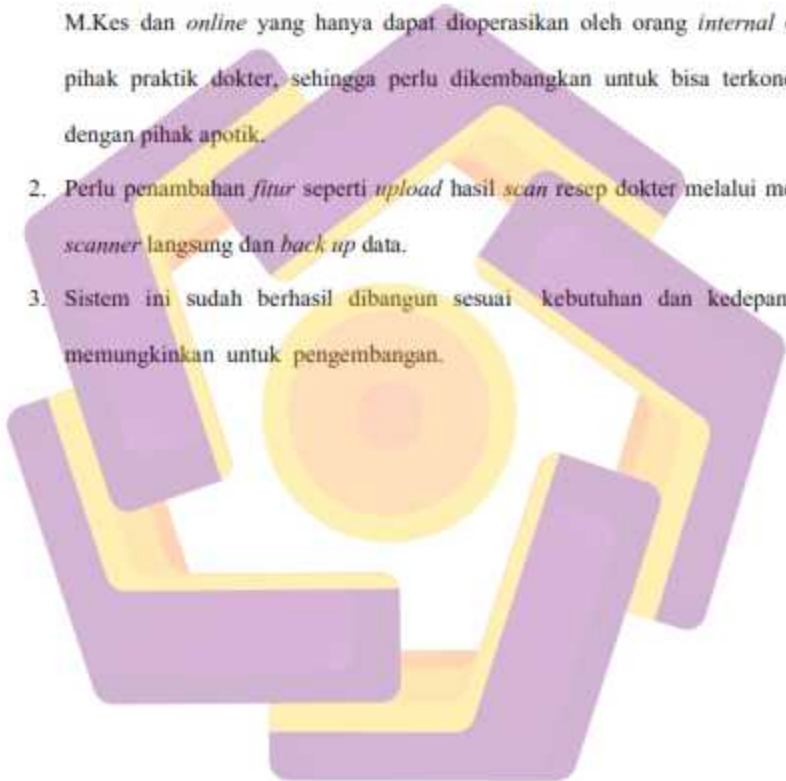 M.Kes dan online yang hanya dapat dioperasikan oleh orang internal
pihak praktik dokter, sehingga perlu dikembangkan untuk bisa
dengan pihak apotik.
2. Perlu penambahan fitur seperti upload hasil scan resep dokter melalui
scanner langsung dan back up data.
3. Sistem ini sudah berhasil dibangun sesuai kebutuhan dan
memungkinkan untuk pengembangan.